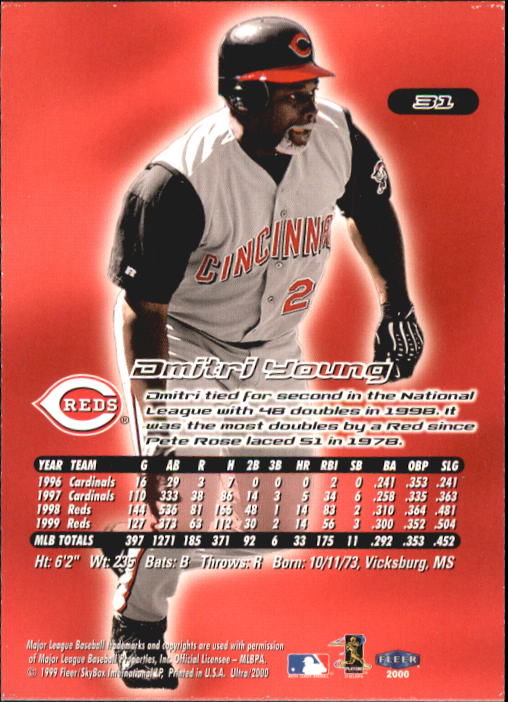 31
CINCINNA
2
Dmitri Young
REDS®
Dmitri tied for second in the National
League with 48 doubles in 1998. It
was the most doubles by a Red since
Pete Rose laced 51 in 1978.
YEAR TEAM G AB R H 2B 3B HR RBI SB BA OBP SLG
1996 Cardinals 16 29 3 7 0 0 0 2 0 .241 .353 .241
1997 Cardinals 110 333 38 86 14 3 5 34 6 .258 .335 .363
1998 Reds 144 536 81 166 48 1 14 83 2 .310 .364 .481
1999 Reds 127 373 63 112 30 2 14 56 3 .300 .352 .504
MLB TOTALS 397 1271 185 371 92 6 33 175 11 .292 .353 .452
Ht: 6'2" Wt: 235 Bats: B Throws: R Born: 10/11/73, Vicksburg, MS
Major League Baseball trademarks and copyrights are used with permission
of Major League Baseball Properties, Inc. Official Licensee – MLBPA.
© 1999 Fleer/SkyBox International LP, Printed in U.S.A. Ultra/2000
PLAYERS
FLEER
2000